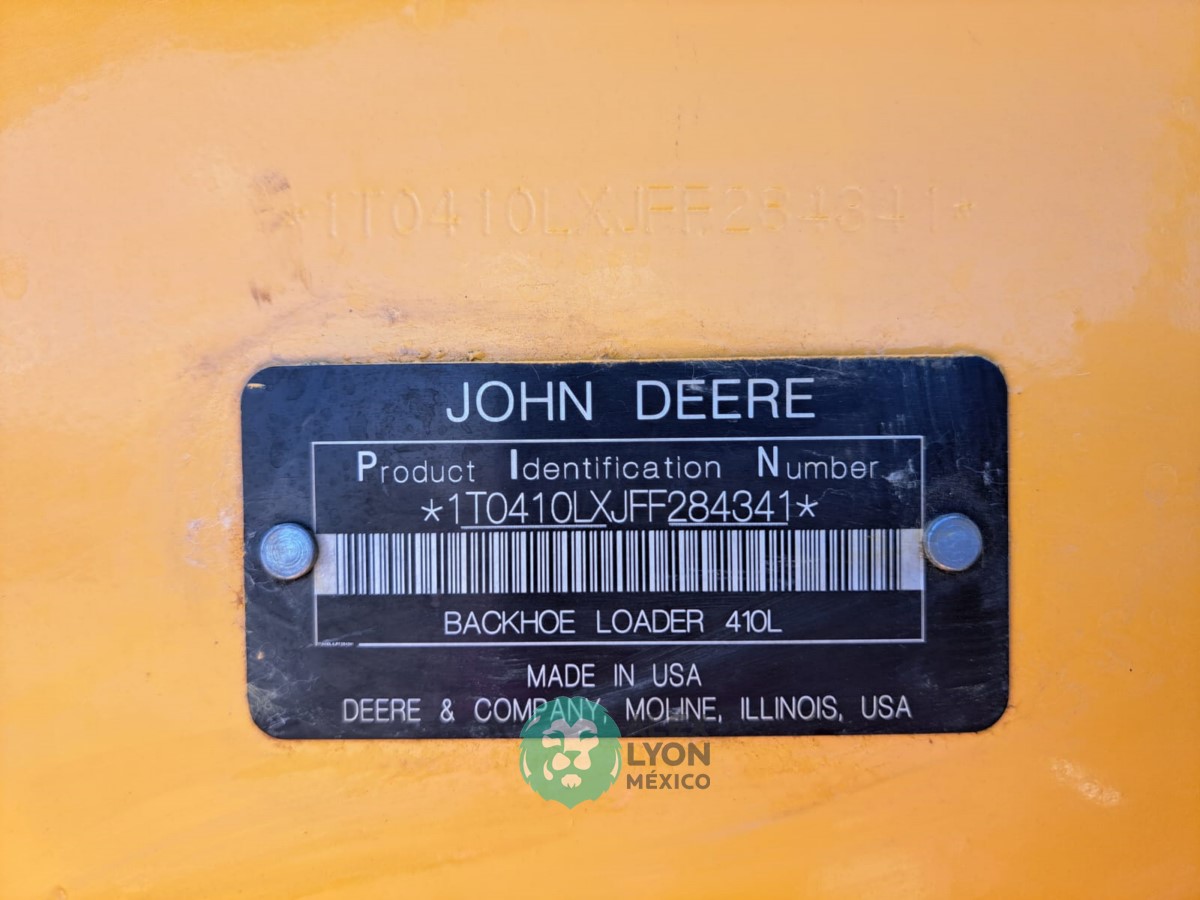 *1T0410LXJFF284341*
JOHN DEERE
Product Identification Number
*1T0410LXJFF284341*
BACKHOE LOADER 410L
MADE IN USA
DEERE & COMPANY, MOLINE, ILLINOIS, USA
LYON
MÉXICO